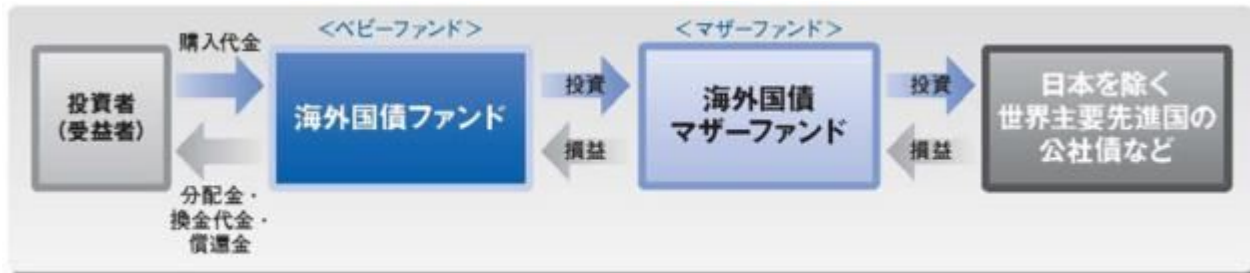 購入代金
＜ベビーファンド＞
＜マザーファンド＞
投資者
(受益者)
海外国債ファンド
投資
損益
海外国債
マザーファンド
投資
損益
日本を除く
世界主要先進国の
公社債など
分配金・
換金代金・
償還金